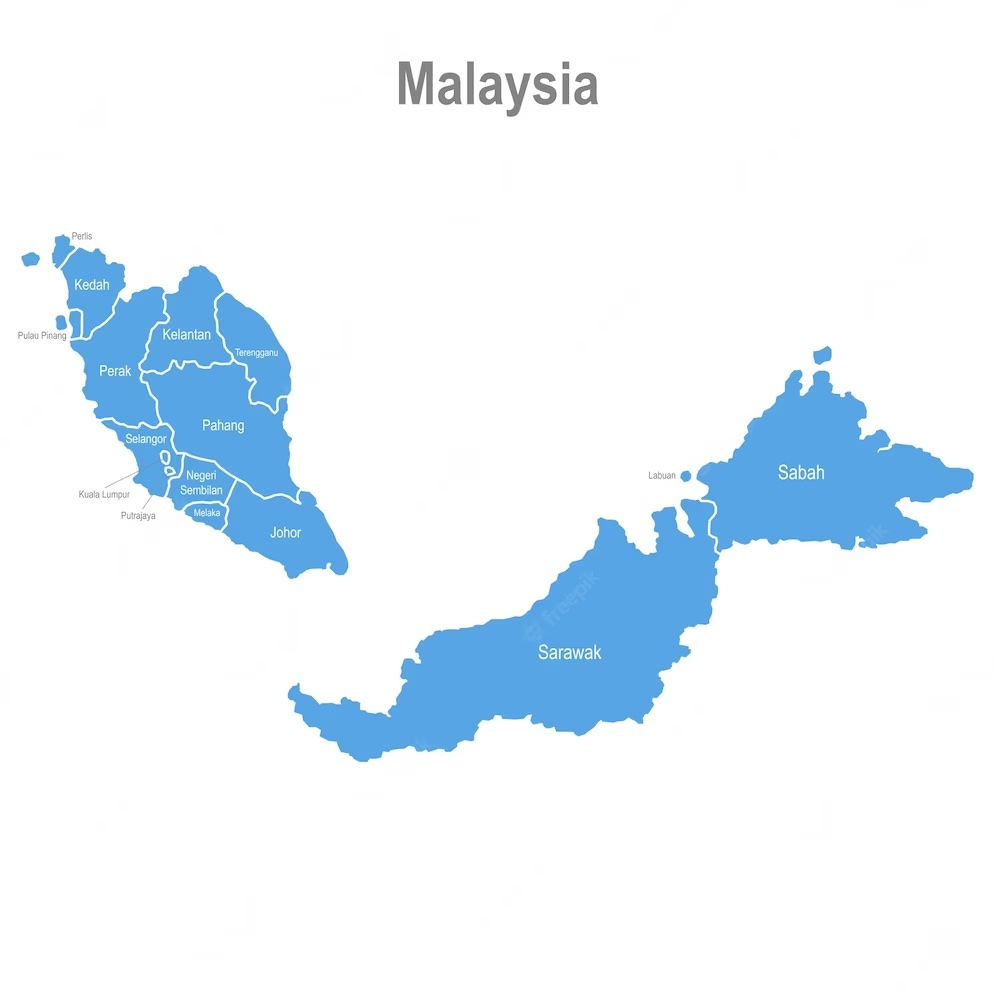 Malaysia
Perlis
Kedah
Pulau Pinang
Kelantan
Terengganu
Perak
Pahang
Selangor
Kuala Lumpur
Putrajaya
Negeri
Sembilan
Melaka
Johor
Labuan
Sabah
Sarawak
freepik